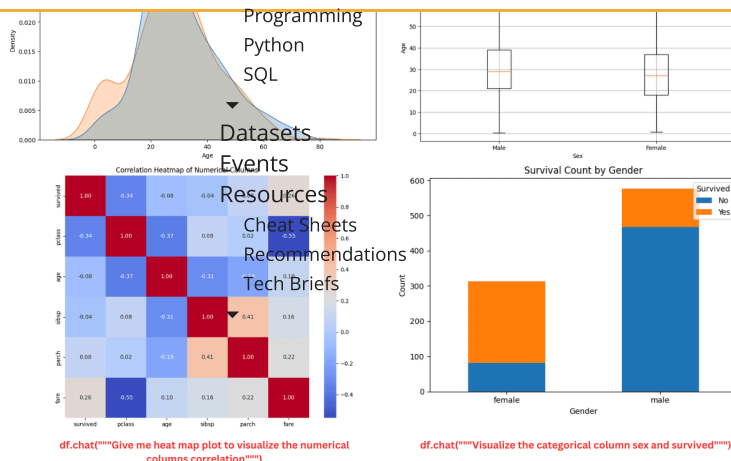 Programming
Python
SQL
Datasets
Events
Resources
Cheat Sheets
Recommendations
Tech Briefs
0.020
0.015
0.010
0.005
0.000
Density
0 20 40 60 80
Age
50
40
30
20
10
0
Age
Male Female
Sex
Correlation Heatmap of Numerical Columns
survived 1.00 -0.34 -0.08 -0.04
pclass -0.34 1.00 -0.37 0.08 0.02 -0.55
age -0.08 -0.37 1.00 -0.31
sibsp -0.04 0.08 -0.31 1.00 0.41 0.16
parch 0.08 0.02 -0.19 0.41 1.00 0.22
fare 0.26 -0.55 0.10 0.16 0.22 1.00
survived pclass age sibsp parch fare
1.0
0.8
0.6
0.4
0.2
0.0
-0.2
-0.4
Survival Count by Gender
Survived
No
Yes
600
500
400
300
200
100
0
Count
female male
Gender
df.chat("""Give me heat map plot to visualize the numerical
columns correlation""")
df.chat("""Visualize the categorical column sex and survived""")